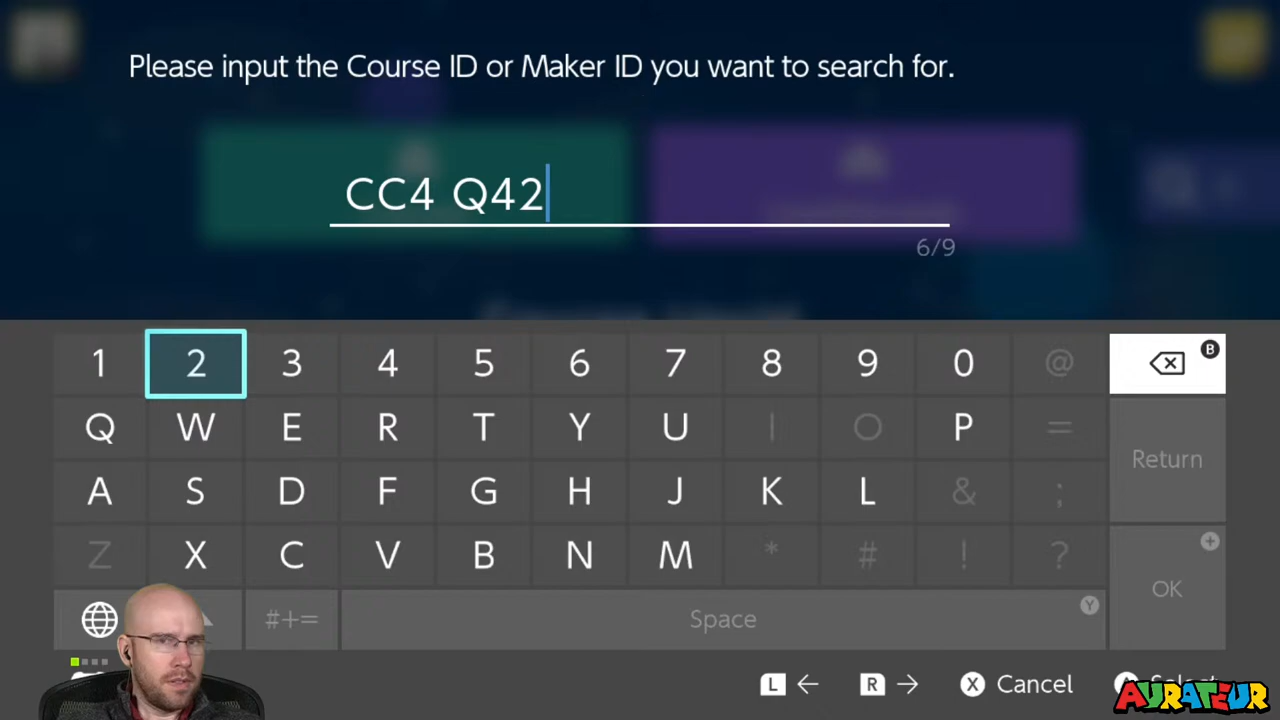 Please input the Course ID or Maker ID you want to search for.
CC4 Q42
6/9
1 2 3 4 5 6 7 8 9 0 @ B
Q W E R T Y U I O P =
Return
A S D F G H J K L & ;
Z X C V B N M * # ! ? +
OK
#+= Space Y
L ← R → X Cancel Select
AURATEUR